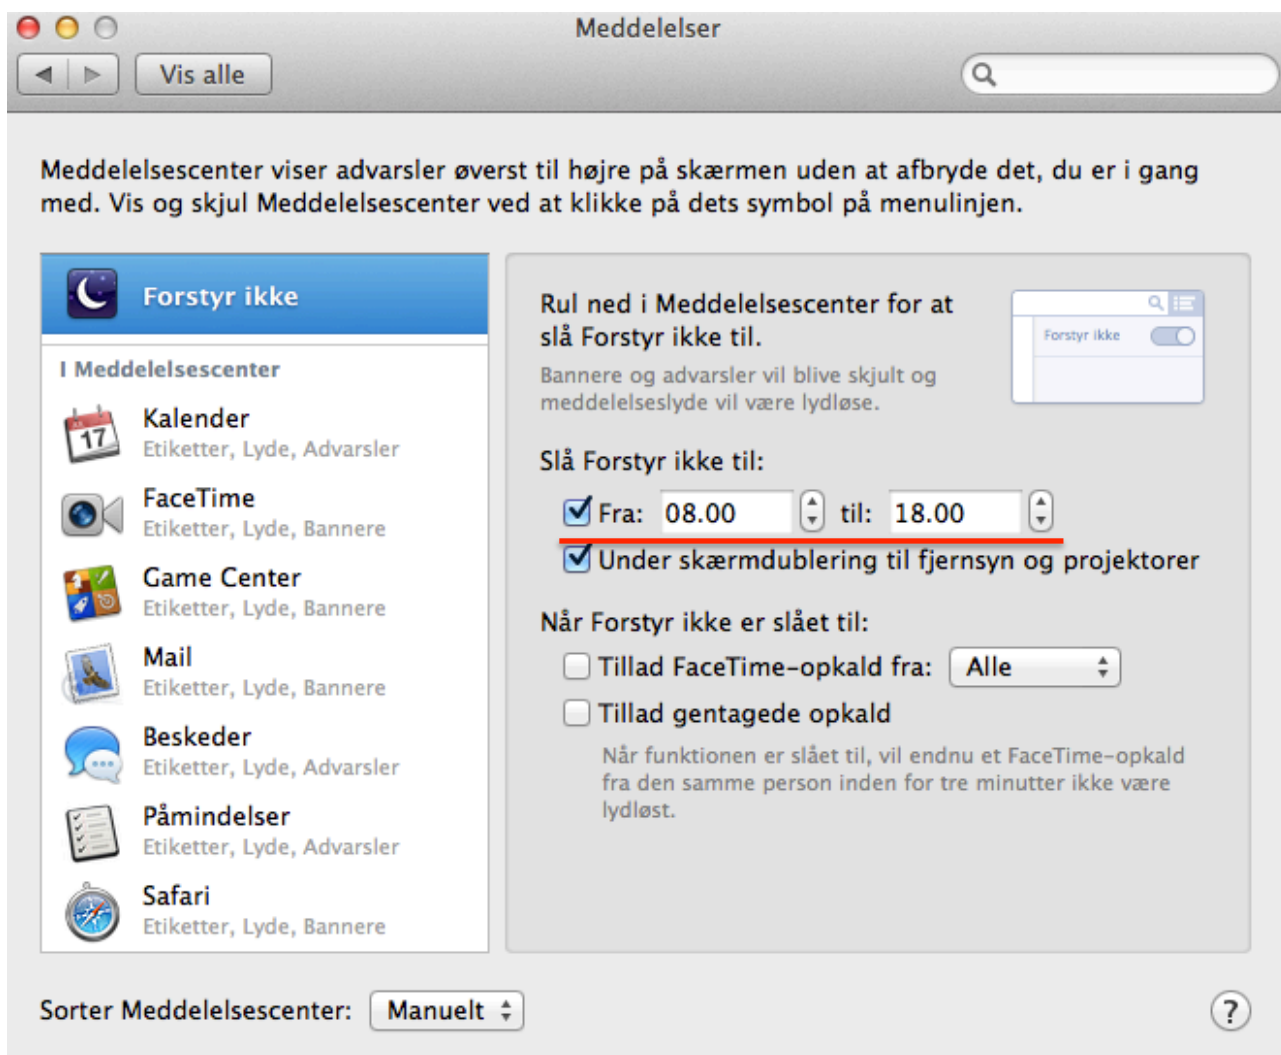 Meddelelser
Vis alle
Meddelelsescenter viser advarsler øverst til højre på skærmen uden at afbryde det, du er i gang
med. Vis og skjul Meddelelsescenter ved at klikke på dets symbol på menulinjen.
Forstyr ikke
I Meddelelsescenter
17
Kalender
Etiketter, Lyde, Advarsler
FaceTime
Etiketter, Lyde, Bannere
Game Center
Etiketter, Lyde, Bannere
Mail
Etiketter, Lyde, Bannere
Beskeder
Etiketter, Lyde, Advarsler
Påmindelser
Etiketter, Lyde, Advarsler
Safari
Etiketter, Lyde, Bannere
Rul ned i Meddelelsescenter for at
slå Forstyr ikke til.
Bannere og advarsler vil blive skjult og
meddelelseslyde vil være lydløse.
Forstyr ikke
Slå Forstyr ikke til:
Fra: 08.00 til: 18.00
Under skærmdublering til fjernsyn og projektorer
Når Forstyr ikke er slået til:
Tillad FaceTime-opkald fra: Alle
Tillad gentagede opkald
Når funktionen er slået til, vil endnu et FaceTime-opkald
fra den samme person inden for tre minutter ikke være
lydløst.
Sorter Meddelelsescenter: Manuelt
?